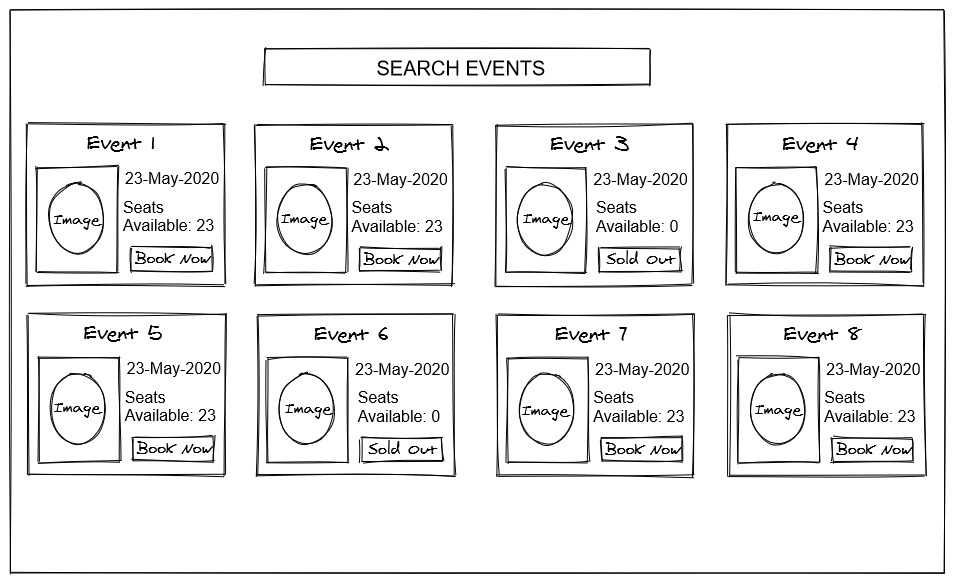 SEARCH EVENTS
Event 1
Image
23-May-2020
Seats
Available: 23
Book Now
Event 2
Image
23-May-2020
Seats
Available: 23
Book Now
Event 3
Image
23-May-2020
Seats
Available: 0
Sold Out
Event 4
Image
23-May-2020
Seats
Available: 23
Book Now
Event 5
Image
23-May-2020
Seats
Available: 23
Book Now
Event 6
Image
23-May-2020
Seats
Available: 0
Sold Out
Event 7
Image
23-May-2020
Seats
Available: 23
Book Now
Event 8
Image
23-May-2020
Seats
Available: 23
Book Now